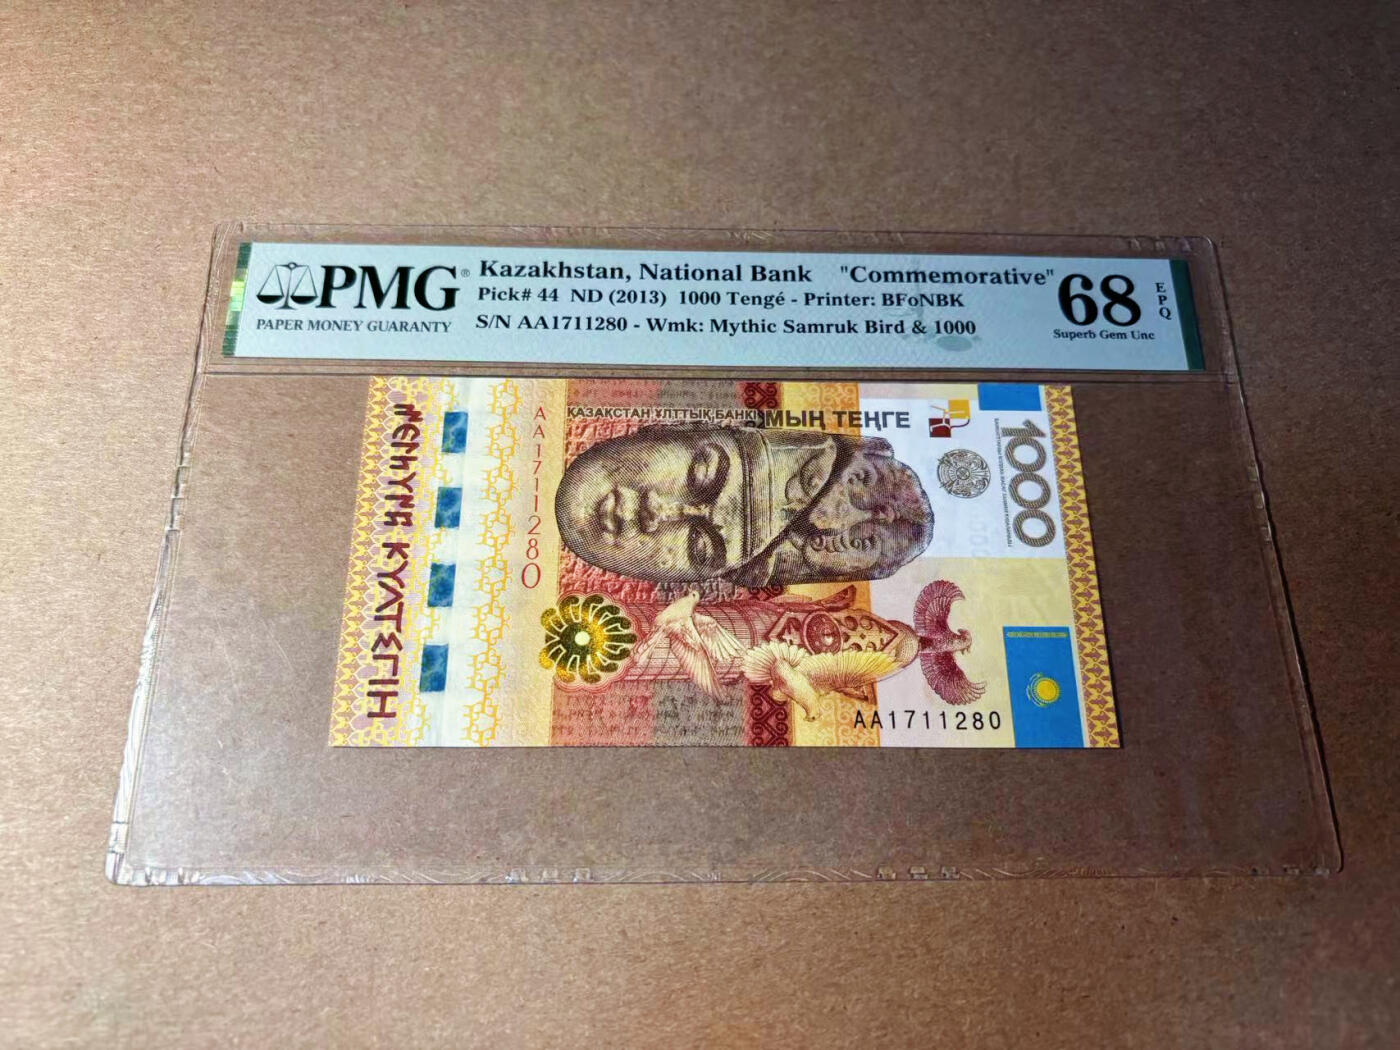 PMG®
PAPER MONEY GUARANTY
Kazakhstan, National Bank "Commemorative"
Pick# 44 ND (2013) 1000 Tengé - Printer: BFoNBK
S/N AA1711280 - Wmk: Mythic Samruk Bird & 1000
68
EPQ
Superb Gem Unc
ҚАЗАҚСТАН ҰЛТТЫҚ БАНКІ
МЫҢ ТЕҢГЕ
1000
AA1711280
КҮЛТЕГІН
AA1711280